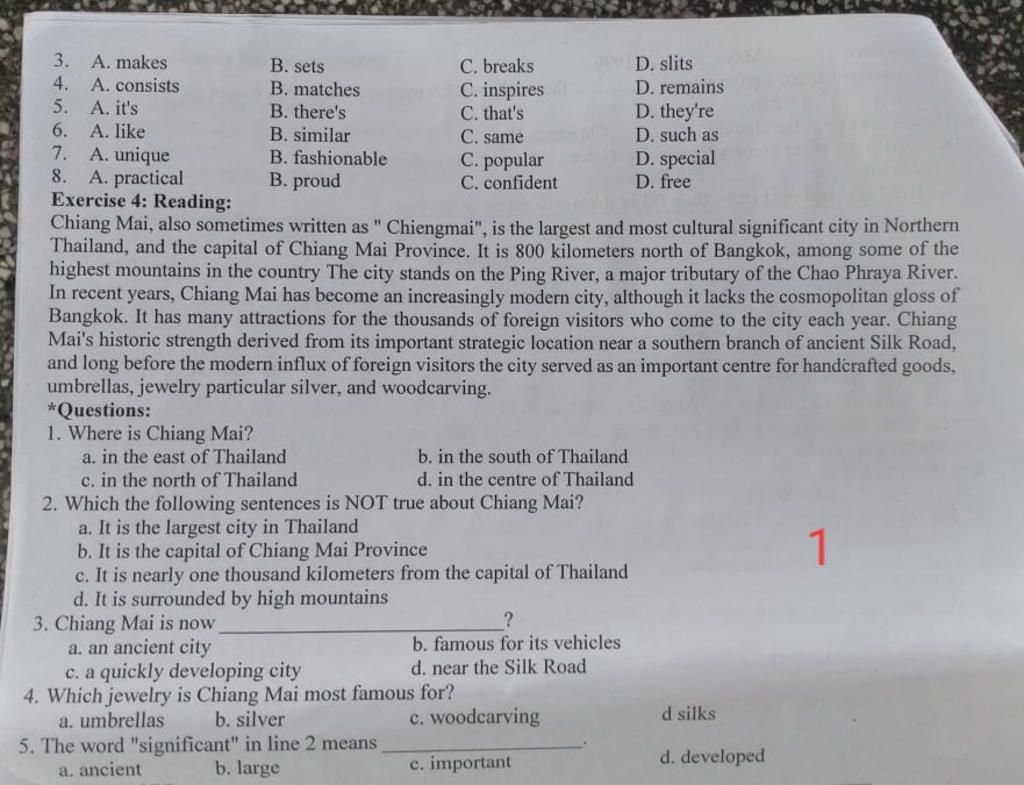 3. A. makes B. sets C. breaks D. slits
4. A. consists B. matches C. inspires D. remains
5. A. it's B. there's C. that's D. they're
6. A. like B. similar C. same D. such as
7. A. unique B. fashionable C. popular D. special
8. A. practical B. proud C. confident D. free
Exercise 4: Reading:
Chiang Mai, also sometimes written as " Chiengmai", is the largest and most cultural significant city in Northern
Thailand, and the capital of Chiang Mai Province. It is 800 kilometers north of Bangkok, among some of the
highest mountains in the country The city stands on the Ping River, a major tributary of the Chao Phraya River.
In recent years, Chiang Mai has become an increasingly modern city, although it lacks the cosmopolitan gloss of
Bangkok. It has many attractions for the thousands of foreign visitors who come to the city each year. Chiang
Mai's historic strength derived from its important strategic location near a southern branch of ancient Silk Road,
and long before the modern influx of foreign visitors the city served as an important centre for handcrafted goods,
umbrellas, jewelry particular silver, and woodcarving.
*Questions:
1. Where is Chiang Mai?
a. in the east of Thailand b. in the south of Thailand
c. in the north of Thailand d. in the centre of Thailand
2. Which the following sentences is NOT true about Chiang Mai?
a. It is the largest city in Thailand
b. It is the capital of Chiang Mai Province
c. It is nearly one thousand kilometers from the capital of Thailand
d. It is surrounded by high mountains
3. Chiang Mai is now ______________________________?
a. an ancient city b. famous for its vehicles
c. a quickly developing city d. near the Silk Road
4. Which jewelry is Chiang Mai most famous for?
a. umbrellas b. silver c. woodcarving d silks
5. The word "significant" in line 2 means ____________________.
a. ancient b. large c. important d. developed
1